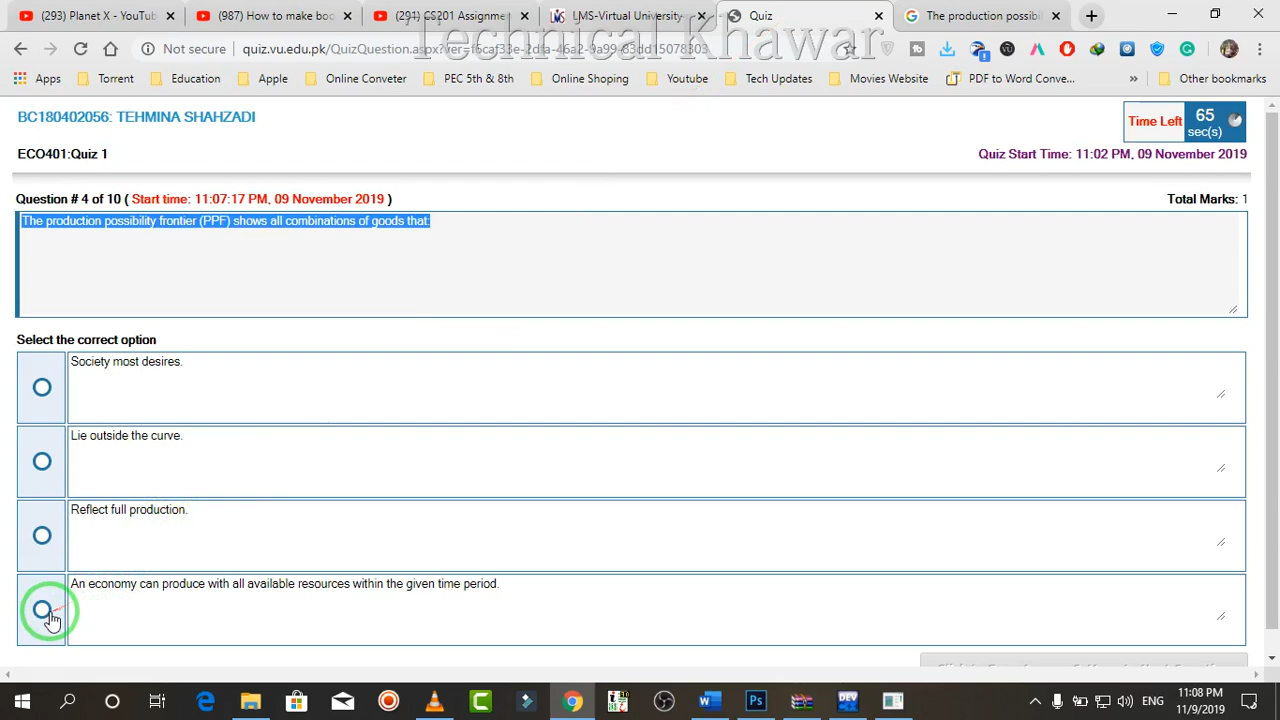 (293) Planet X - YouTub
(987) How to make boc
(291) CS201 Assignme
LMS-Virtual University
Quiz
The production possibil
Not secure
quiz.vu.edu.pk/QuizQuestion.aspx?ver=
Technical Khawar
Apps
Torrent
Education
Apple
Online Conveter
PEC 5th & 8th
Online Shoping
Youtube
Tech Updates
Movies Website
PDF to Word Conve...
Other bookmarks
BC180402056: TEHMINA SHAHZADI
Time Left
65
sec(s)
ECO401:Quiz 1
Quiz Start Time: 11:02 PM, 09 November 2019
Question # 4 of 10 ( Start time: 11:07:17 PM, 09 November 2019 )
Total Marks: 1
The production possibility frontier (PPF) shows all combinations of goods that:
Select the correct option
Society most desires.
Lie outside the curve.
Reflect full production.
An economy can produce with all available resources within the given time period.
ENG
11:08 PM
11/9/2019